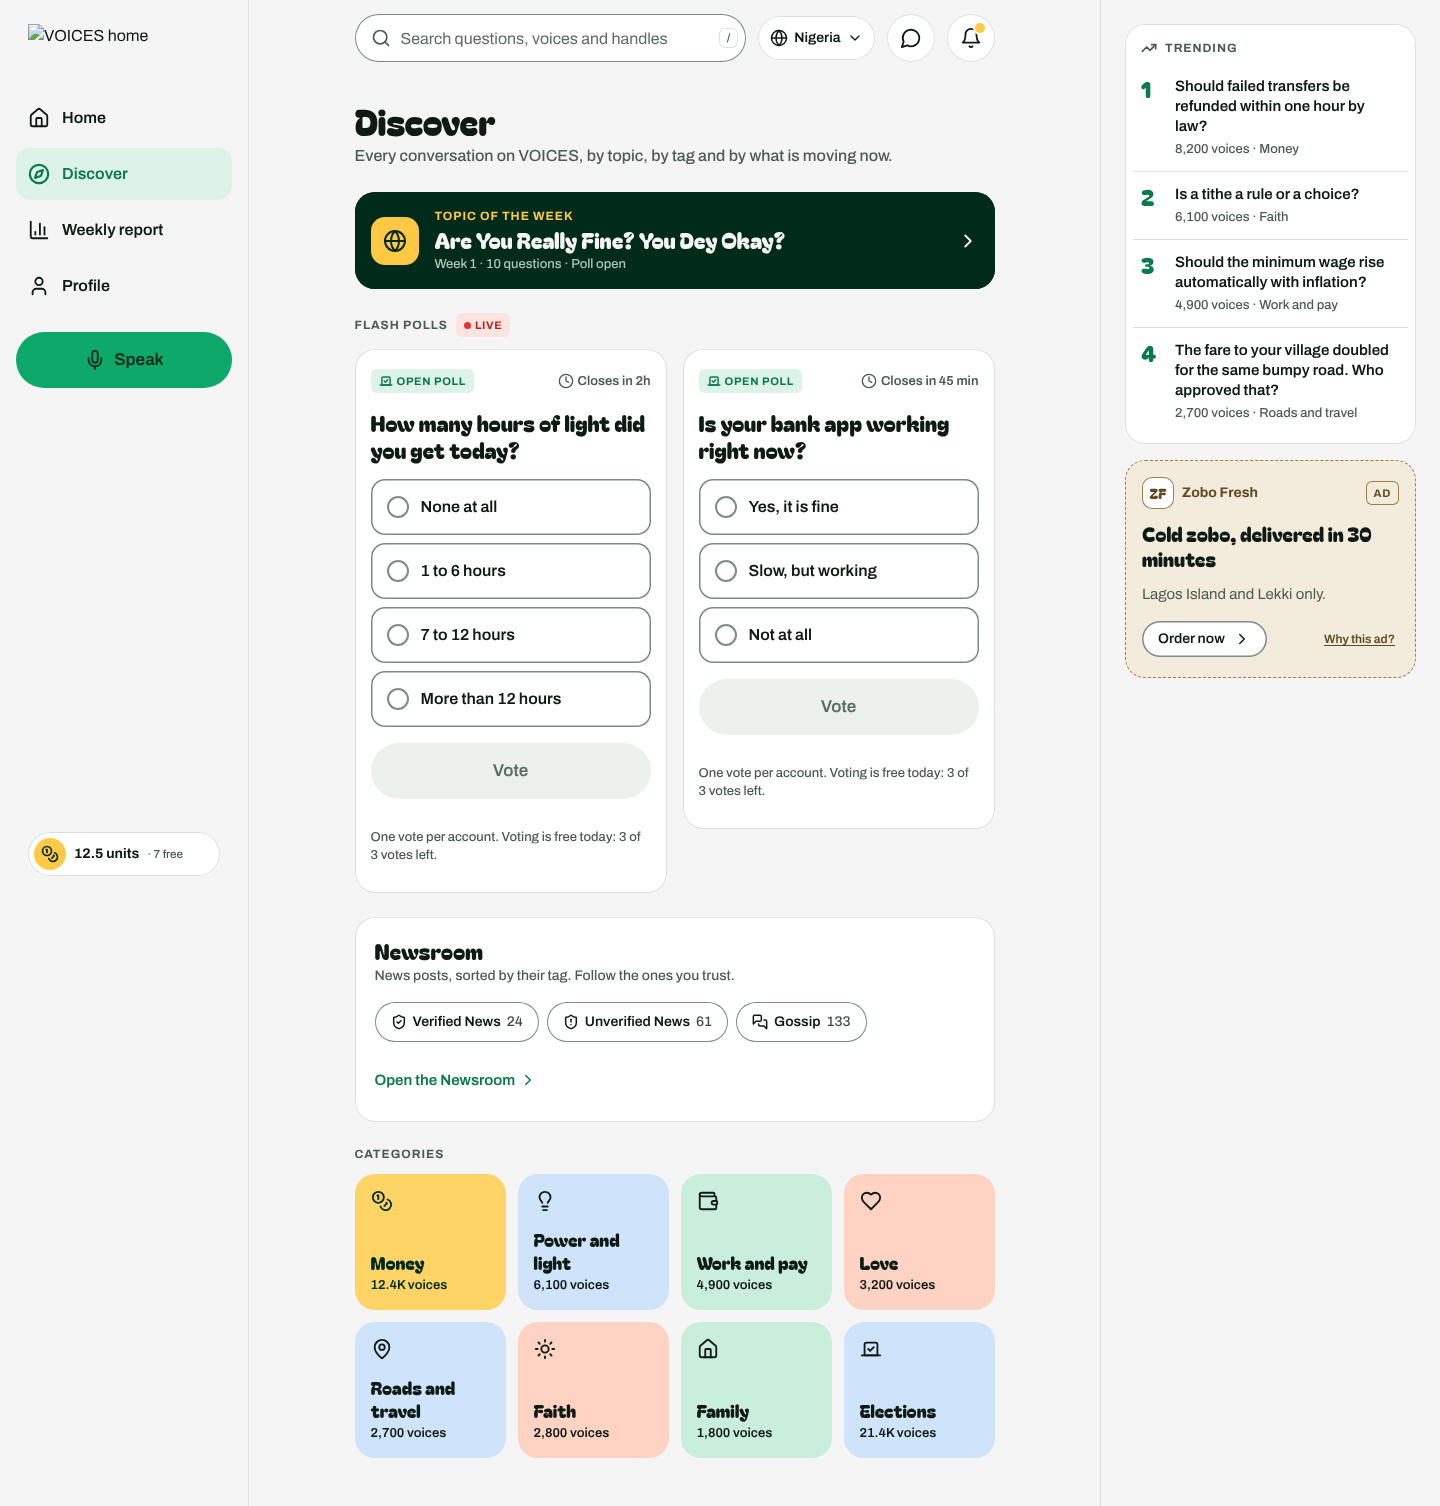 VOICES home
Home
Discover
Weekly report
Profile
Speak
12.5 units · 7 free
Search questions, voices and handles /
Nigeria
Discover
Every conversation on VOICES, by topic, by tag and by what is moving now.
TOPIC OF THE WEEK
Are You Really Fine? You Dey Okay?
Week 1 · 10 questions · Poll open
FLASH POLLS LIVE
OPEN POLL Closes in 2h
How many hours of light did
you get today?
None at all
1 to 6 hours
7 to 12 hours
More than 12 hours
Vote
One vote per account. Voting is free today: 3 of
3 votes left.
OPEN POLL Closes in 45 min
Is your bank app working
right now?
Yes, it is fine
Slow, but working
Not at all
Vote
One vote per account. Voting is free today: 3 of
3 votes left.
Newsroom
News posts, sorted by their tag. Follow the ones you trust.
Verified News 24
Unverified News 61
Gossip 133
Open the Newsroom
CATEGORIES
Money
12.4K voices
Power and
light
6,100 voices
Work and pay
4,900 voices
Love
3,200 voices
Roads and
travel
2,700 voices
Faith
2,800 voices
Family
1,800 voices
Elections
21.4K voices
TRENDING
1 Should failed transfers be
refunded within one hour by
law?
8,200 voices · Money
2 Is a tithe a rule or a choice?
6,100 voices · Faith
3 Should the minimum wage rise
automatically with inflation?
4,900 voices · Work and pay
4 The fare to your village doubled
for the same bumpy road. Who
approved that?
2,700 voices · Roads and travel
ZF Zobo Fresh AD
Cold zobo, delivered in 30
minutes
Lagos Island and Lekki only.
Order now
Why this ad?